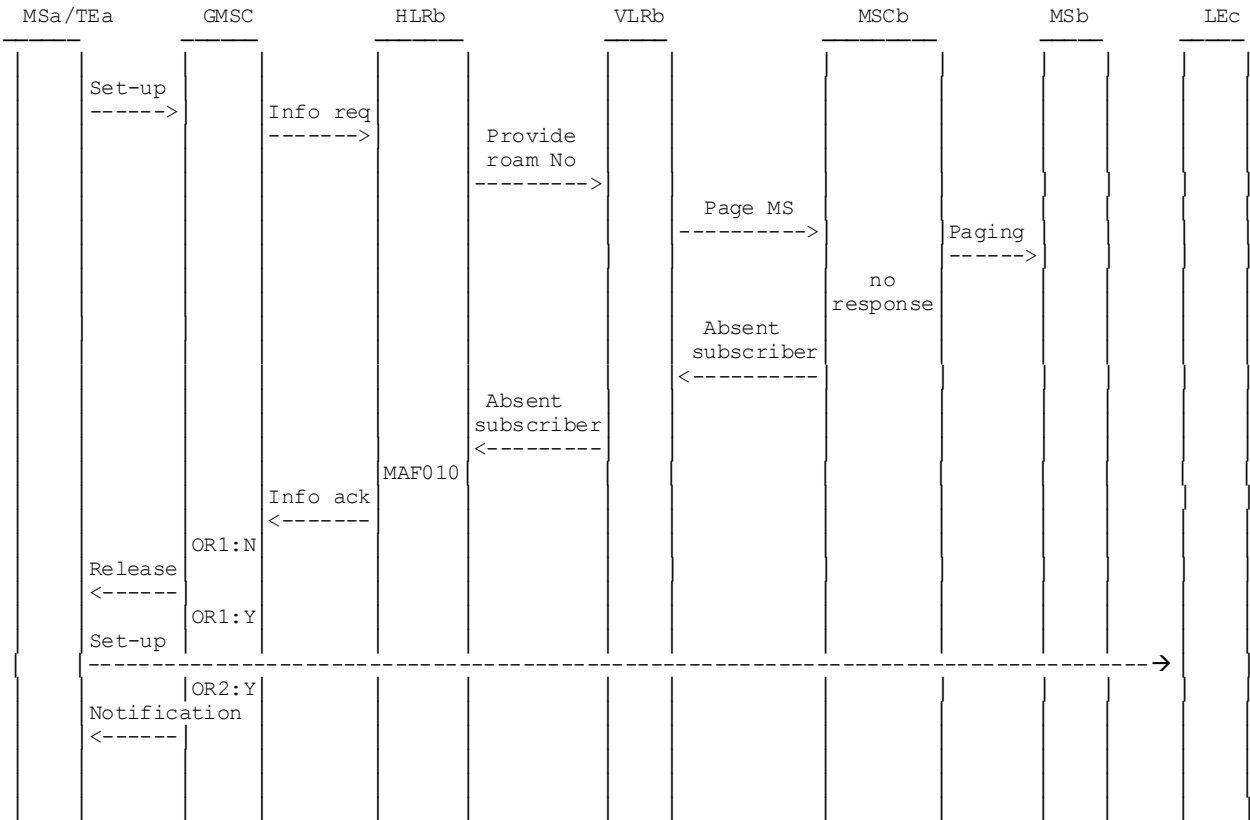 MSa/TEa GMSC HLRb VLRb MSCb MSb LEc
Set-up
------>
Info req
------->
Provide
roam No
--------->
Page MS
---------->
Paging
------>
no
response
Absent
subscriber
<----------
Absent
subscriber
<---------
MAF010
Info ack
<-------
OR1:N
Release
<------
OR1:Y
Set-up
-------------------------------------------------------------------------->
OR2:Y
Notification
<------